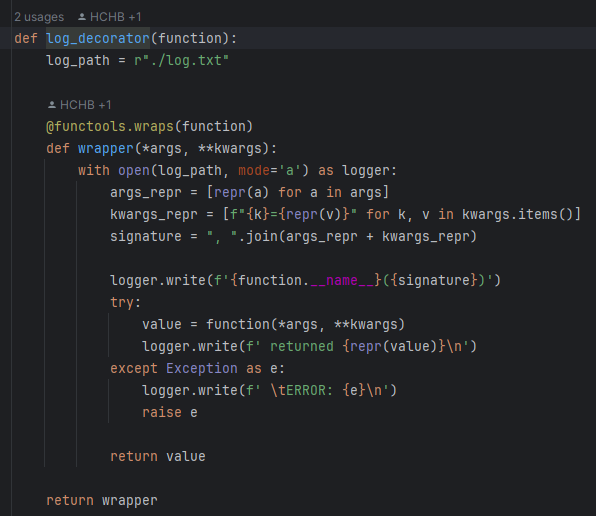 2 usages HCHB +1
def log_decorator(function):
    log_path = r"./log.txt"
    HCHB +1
    @functools.wraps(function)
    def wrapper(*args, **kwargs):
        with open(log_path, mode='a') as logger:
            args_repr = [repr(a) for a in args]
            kwargs_repr = [f"{k}={repr(v)}" for k, v in kwargs.items()]
            signature = ", ".join(args_repr + kwargs_repr)
            logger.write(f'{function.__name__}({signature})')
            try:
                value = function(*args, **kwargs)
                logger.write(f' returned {repr(value)}\n')
            except Exception as e:
                logger.write(f' \tERROR: {e}\n')
                raise e
            return value
    return wrapper